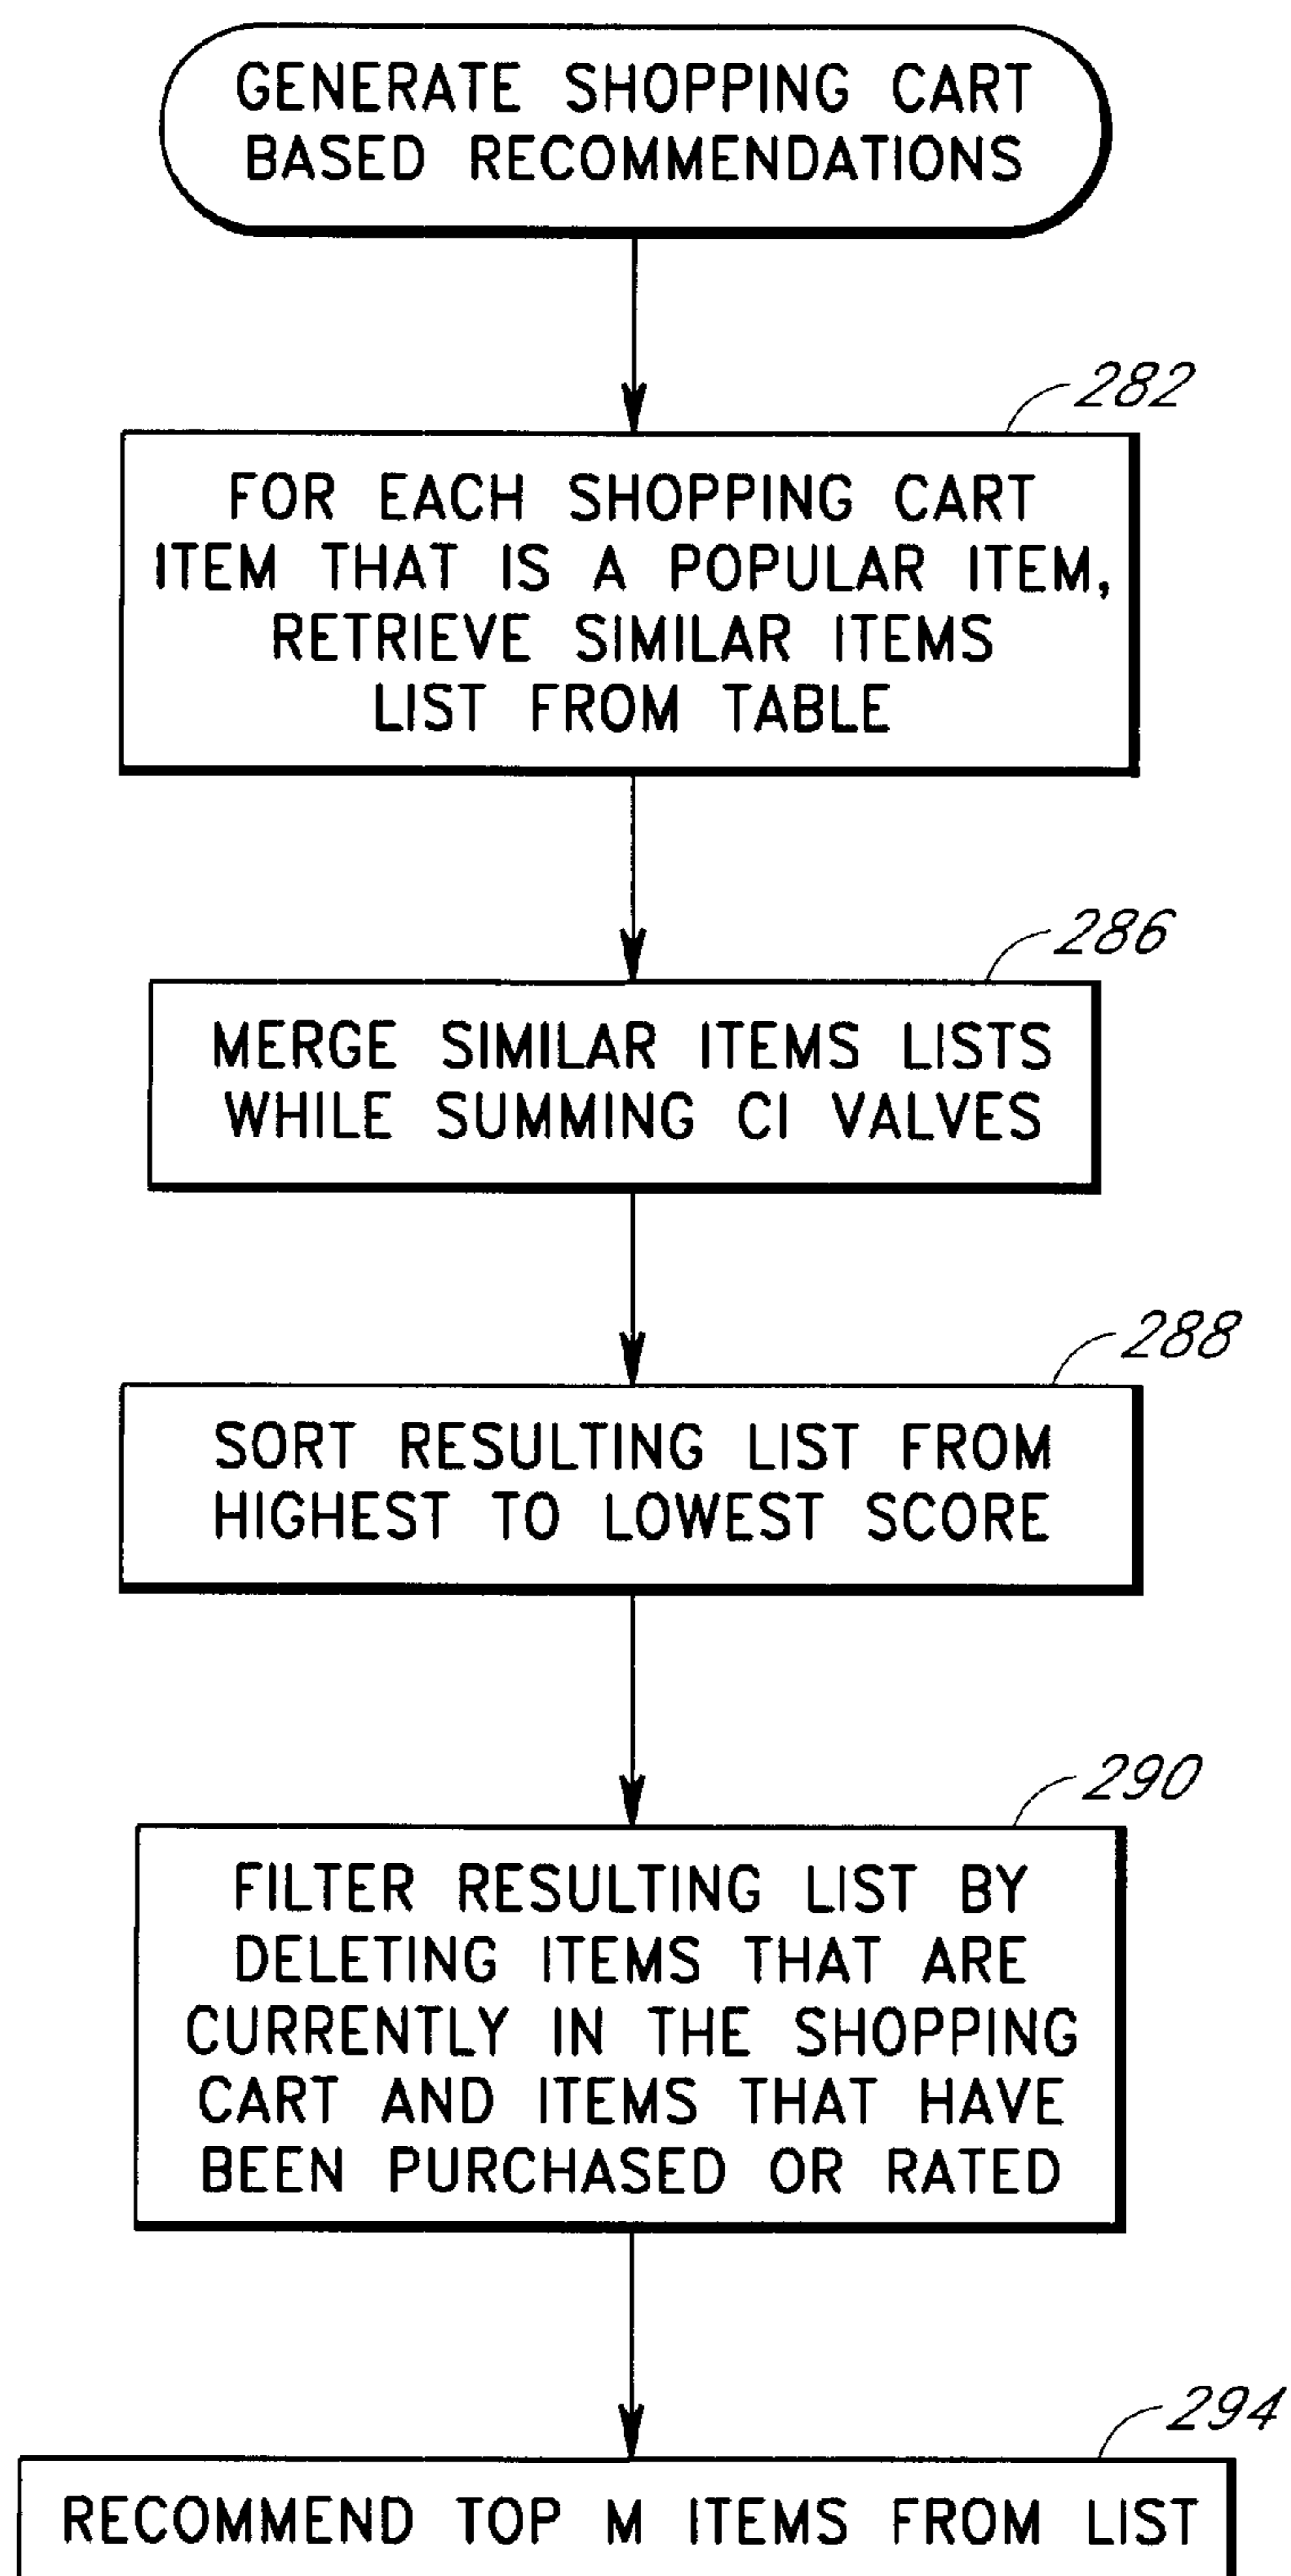 GENERATE SHOPPING CART
BASED RECOMMENDATIONS
282
FOR EACH SHOPPING CART
ITEM THAT IS A POPULAR ITEM,
RETRIEVE SIMILAR ITEMS
LIST FROM TABLE
286
MERGE SIMILAR ITEMS LISTS
WHILE SUMMING CI VALVES
288
SORT RESULTING LIST FROM
HIGHEST TO LOWEST SCORE
290
FILTER RESULTING LIST BY
DELETING ITEMS THAT ARE
CURRENTLY IN THE SHOPPING
CART AND ITEMS THAT HAVE
BEEN PURCHASED OR RATED
294
RECOMMEND TOP M ITEMS FROM LIST